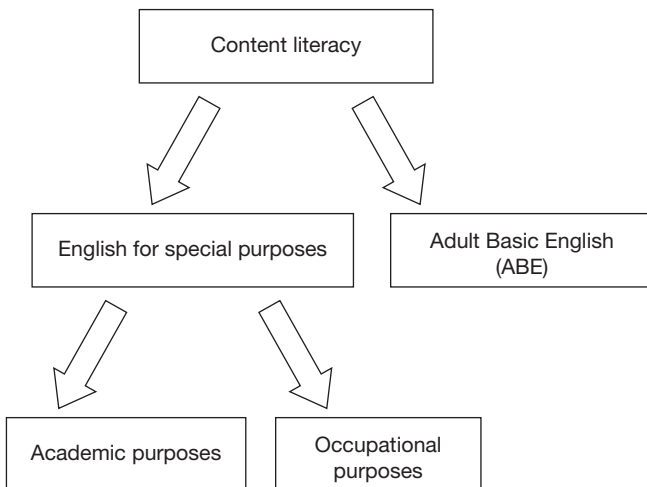 Content literacy
English for special purposes
Adult Basic English
(ABE)
Academic purposes
Occupational
purposes